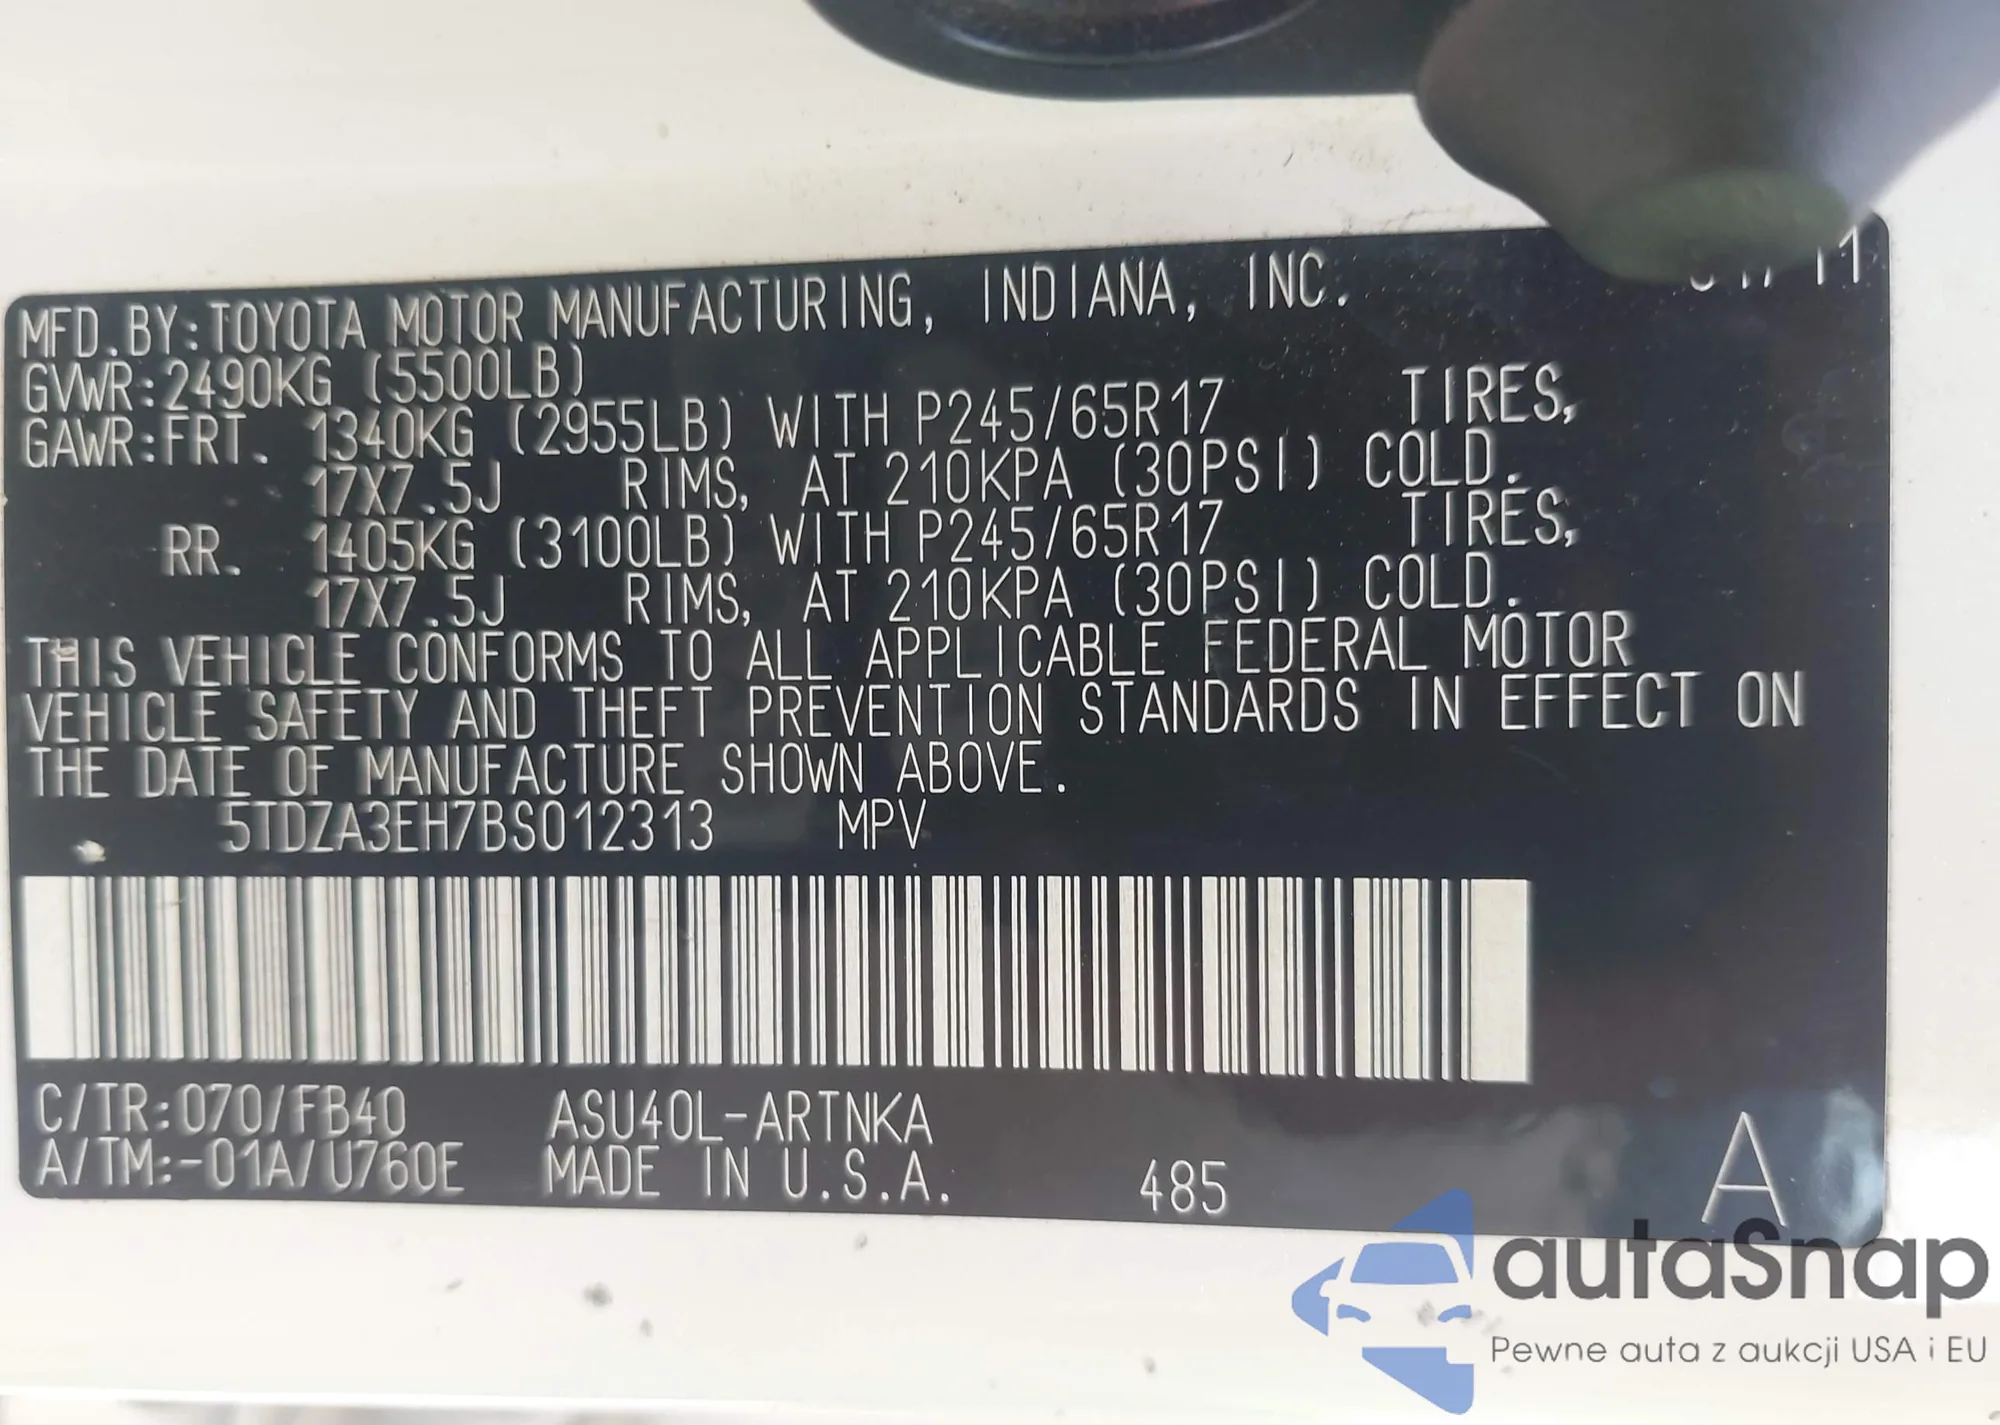 MFD.BY:TOYOTA MOTOR MANUFACTURING, INDIANA, INC.
GVWR:2490KG (5500LB)
GAWR:FRT. 1340KG (2955LB) WITH P245/65R17 TIRES,
17X7.5J RIMS, AT 210KPA (30PSI) COLD.
RR. 1405KG (3100LB) WITH P245/65R17 TIRES,
17X7.5J RIMS, AT 210KPA (30PSI) COLD.
THIS VEHICLE CONFORMS TO ALL APPLICABLE FEDERAL MOTOR
VEHICLE SAFETY AND THEFT PREVENTION STANDARDS IN EFFECT ON
THE DATE OF MANUFACTURE SHOWN ABOVE.
5TDZA3EH7BS012313 MPV
C/TR:070/FB40 ASU40L-ARTNKA
A/TM:-01A/U760E MADE IN U.S.A. 485 A
autaSnap
Pewne auta z aukcji USA i EU